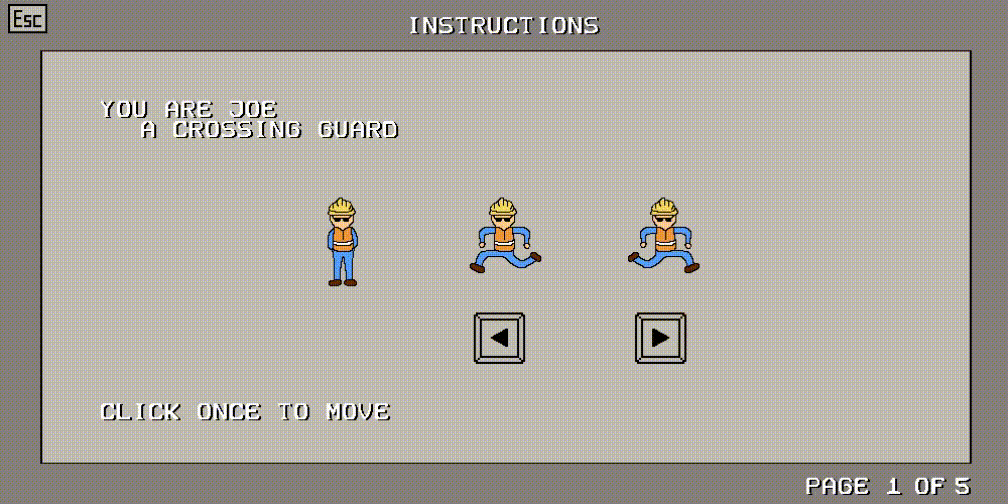 Esc
INSTRUCTIONS
YOU ARE JOE
A CROSSING GUARD
CLICK ONCE TO MOVE
PAGE 1 OF 5